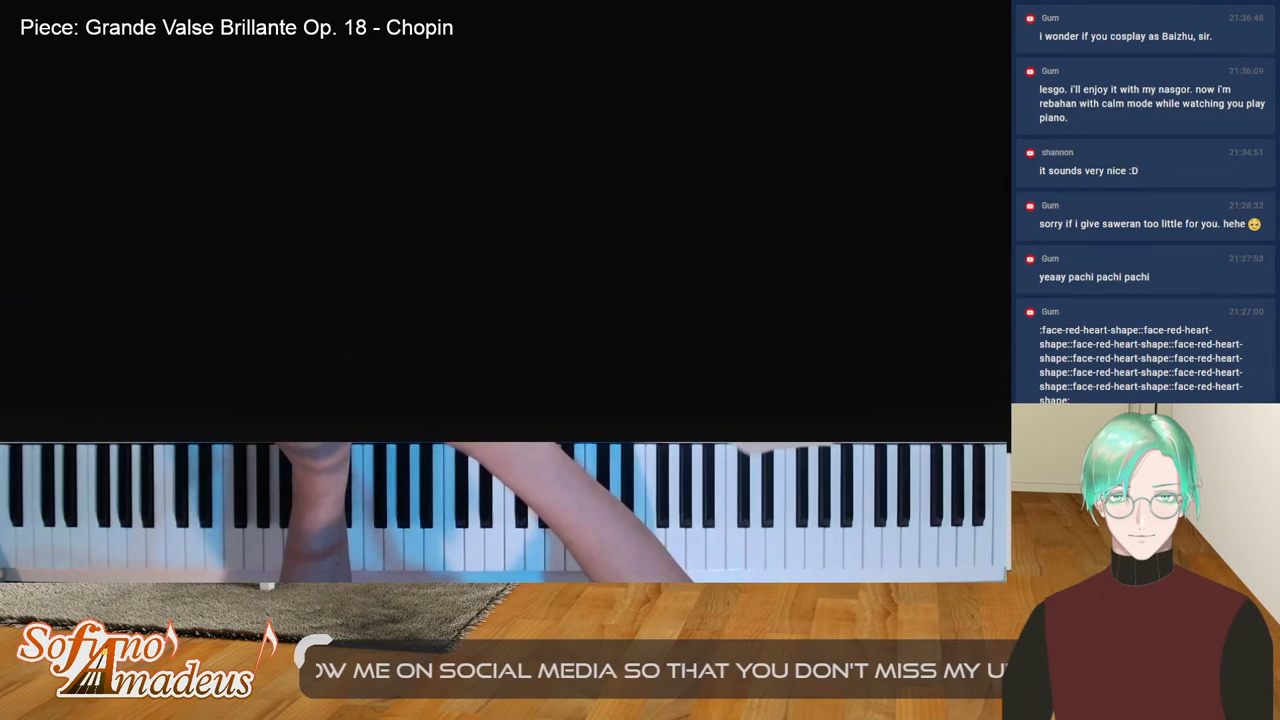 Piece: Grande Valse Brillante Op. 18 - Chopin
Gum 21:36:48
i wonder if you cosplay as Baizhu, sir.
Gum 21:36:09
lesgo. i'll enjoy it with my nasgor. now i'm
rebahan with calm mode while watching you play
piano.
shannon 21:34:51
it sounds very nice :D
Gum 21:28:32
sorry if i give saweran too little for you. hehe 🥺
Gum 21:27:53
yeaay pachi pachi pachi
Gum 21:27:00
:face-red-heart-shape::face-red-heart-
shape::face-red-heart-shape::face-red-heart-
shape::face-red-heart-shape::face-red-heart-
shape::face-red-heart-shape::face-red-heart-
shape::face-red-heart-shape::face-red-heart-
shape:
Sofiano
Amadeus
OW ME ON SOCIAL MEDIA SO THAT YOU DON'T MISS MY U